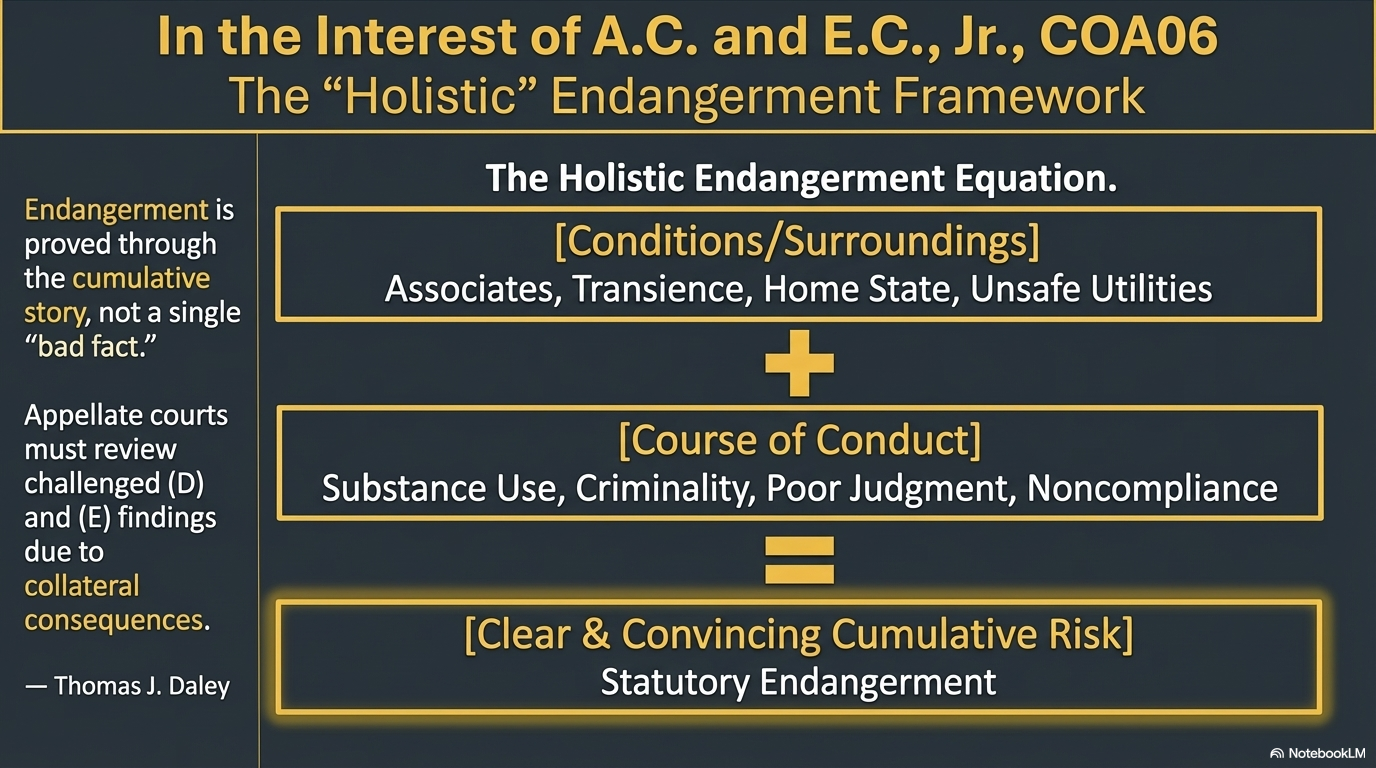 In the Interest of A.C. and E.C., Jr., COA06
The “Holistic” Endangerment Framework
Endangerment is
proved through
the cumulative
story, not a single
“bad fact.”
Appellate courts
must review
challenged (D)
and (E) findings
due to
collateral
consequences.
— Thomas J. Daley
The Holistic Endangerment Equation.
[Conditions/Surroundings]
Associates, Transience, Home State, Unsafe Utilities
+
[Course of Conduct]
Substance Use, Criminality, Poor Judgment, Noncompliance
=
[Clear & Convincing Cumulative Risk]
Statutory Endangerment
NotebookLM